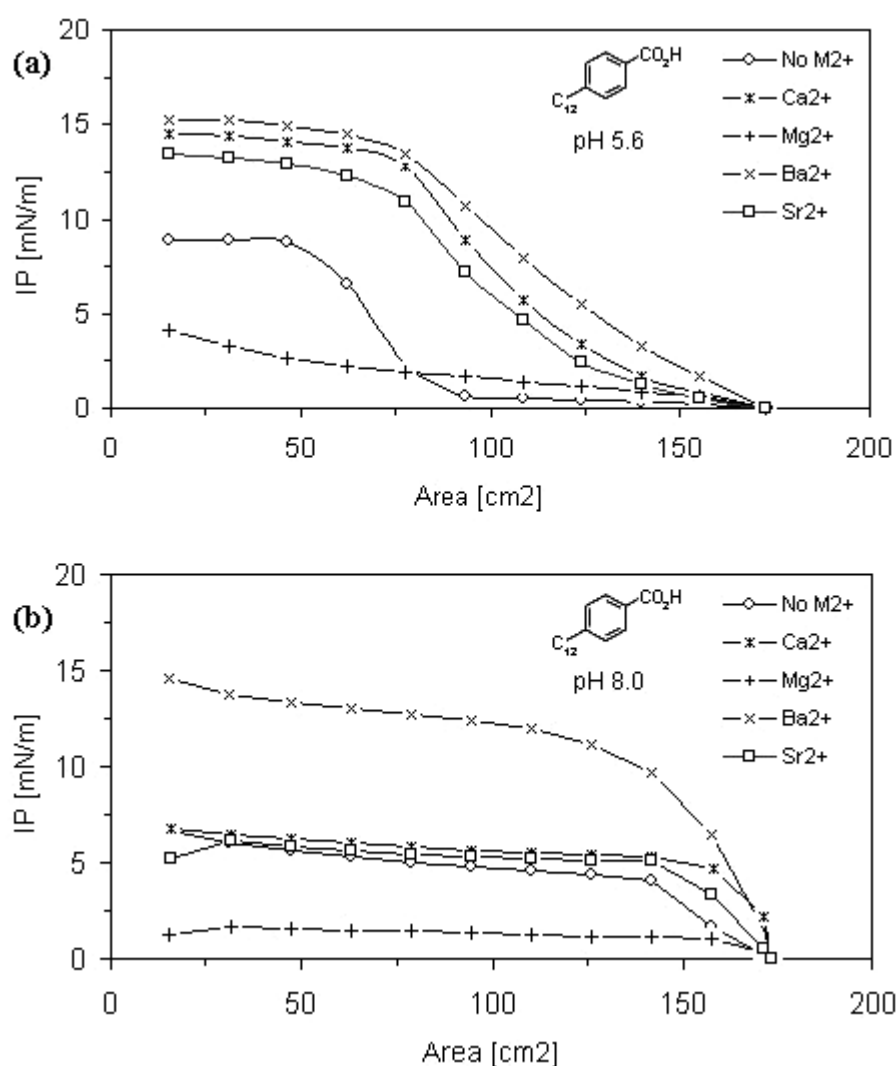 (a)
20
15
10
5
0
IP [mN/m]
0 50 100 150 200
Area [cm2]
CO2H
C12
pH 5.6
No M2+
Ca2+
Mg2+
Ba2+
Sr2+
(b)
20
15
10
5
0
IP [mN/m]
0 50 100 150 200
Area [cm2]
CO2H
C12
pH 8.0
No M2+
Ca2+
Mg2+
Ba2+
Sr2+